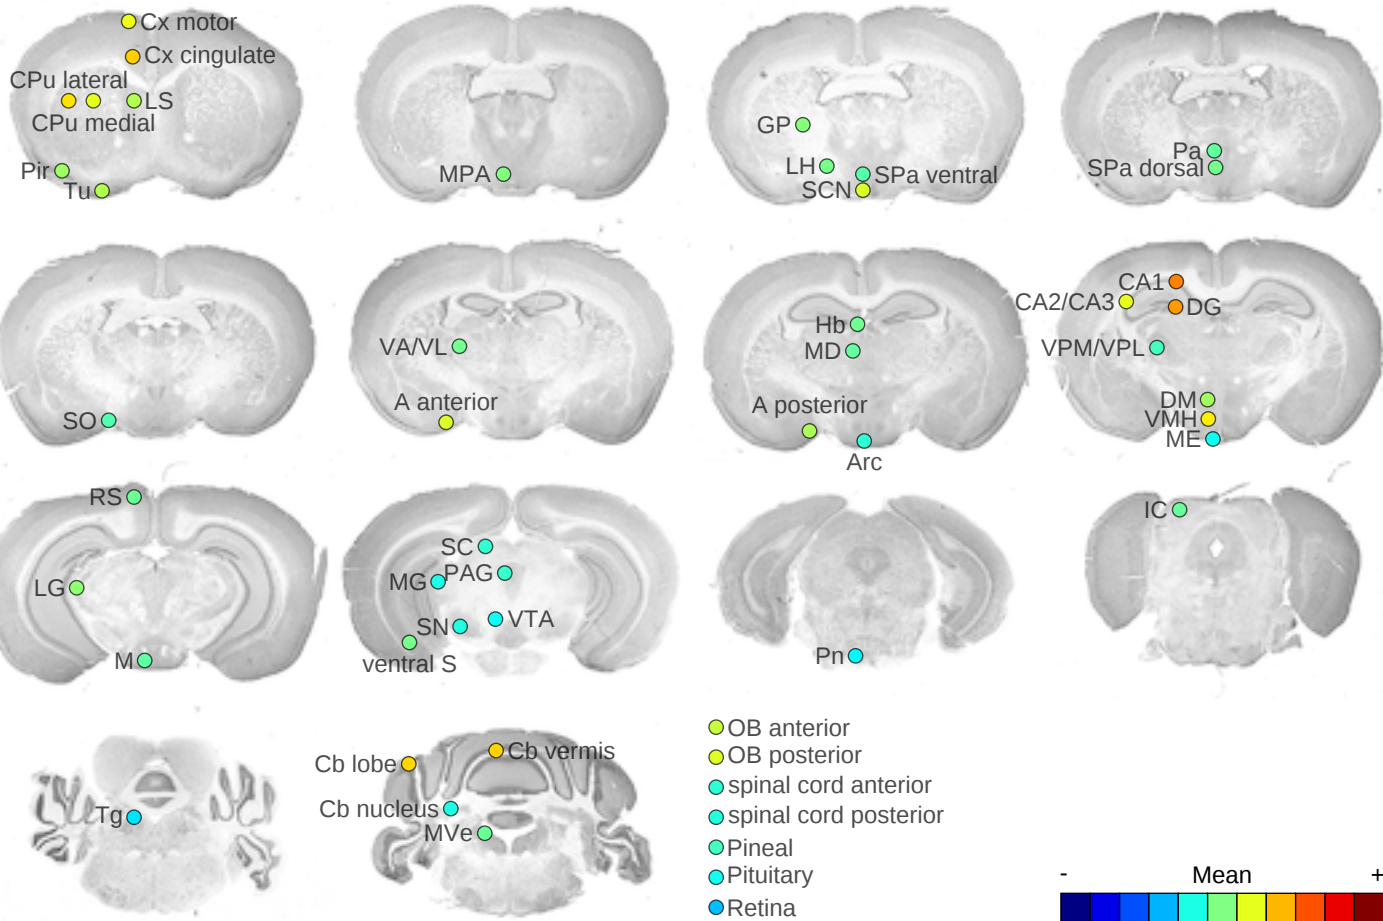 Cx motor
Cx cingulate
CPu lateral
LS
CPu medial
Pir
Tu
MPA
GP
LH
SPa ventral
SCN
Pa
SPa dorsal
SO
VA/VL
A anterior
Hb
MD
A posterior
Arc
CA1
CA2/CA3
DG
VPM/VPL
DM
VMH
ME
RS
LG
M
SC
MG
PAG
SN
VTA
ventral S
Pn
IC
Tg
Cb lobe
Cb vermis
Cb nucleus
MVe
OB anterior
OB posterior
spinal cord anterior
spinal cord posterior
Pineal
Pituitary
Retina
- Mean +